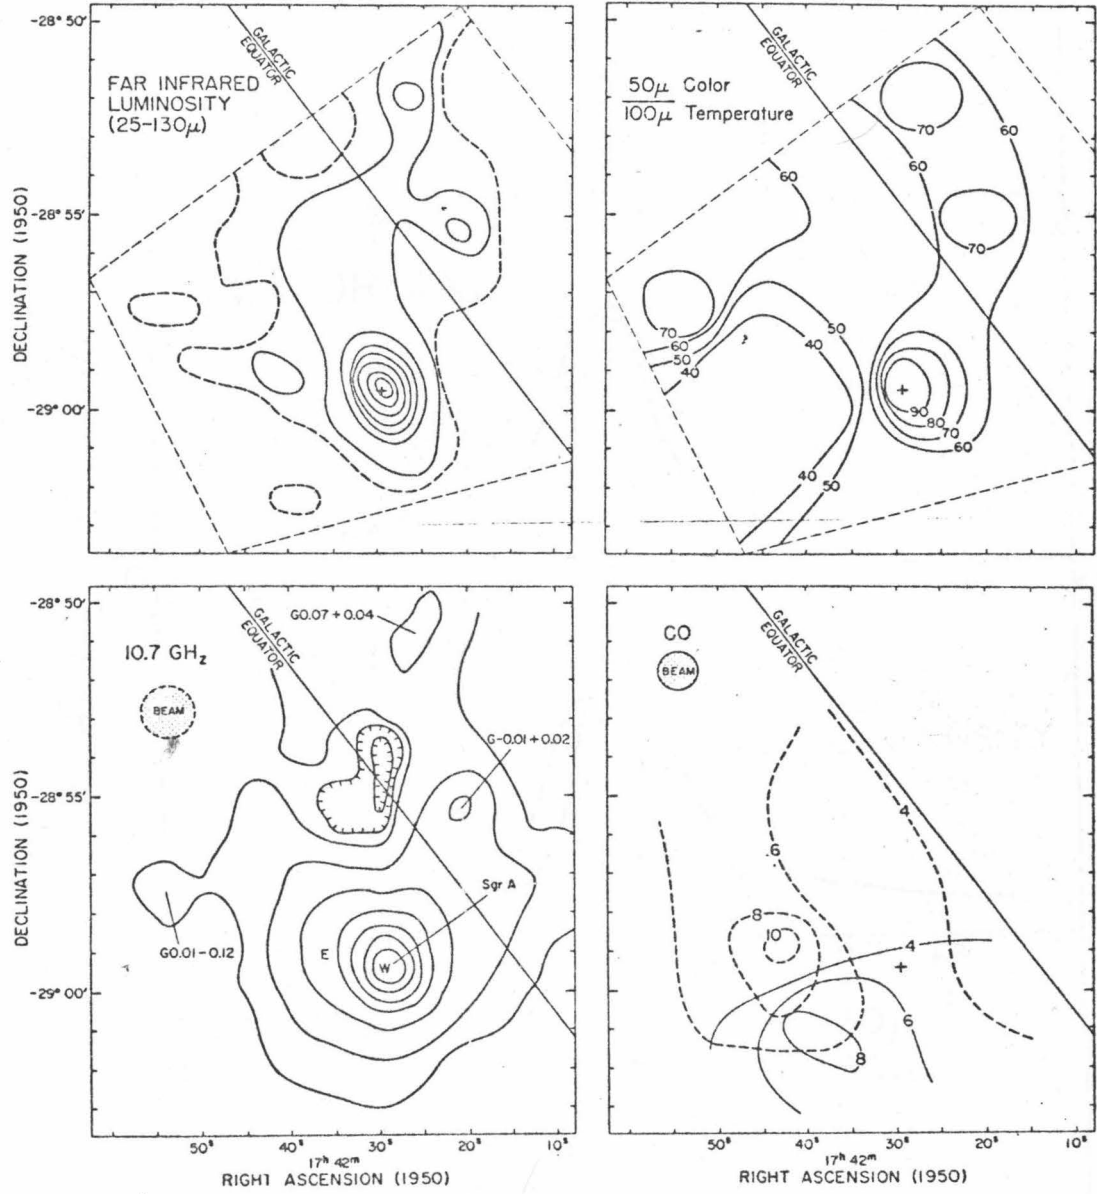 -28° 50′
GALACTIC
EQUATOR
FAR INFRARED
LUMINOSITY
(25-130μ)
-28° 55′
-29° 00′
DECLINATION (1950)
+
GALACTIC
EQUATOR
50μ Color
100μ Temperature
70
60
60
60
70
70
60
50
40
50
40
90
80
70
60
40
50
+
-28° 50′
GALACTIC
EQUATOR
G0.07+0.04
10.7 GHz
BEAM
G-0.01+0.02
-28° 55′
Sgr A
E
W
G0.01-0.12
-29° 00′
DECLINATION (1950)
50s
40s
30s
20s
10s
17h 42m
RIGHT ASCENSION (1950)
GALACTIC
EQUATOR
CO
BEAM
4
6
8
10
4
+
6
8
50s
40s
30s
20s
10s
17h 42m
RIGHT ASCENSION (1950)